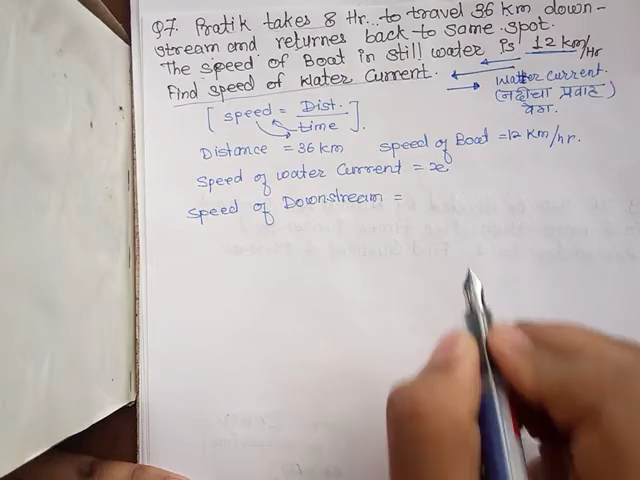 Q7. Pratik takes 8 Hr.. to travel 36 km down-
stream and returnes back to same spot.
The speed of Boat in still water is 12 km/Hr
Find speed of water Current.
Water Current.
(नदीचा प्रवाह
वेग.
[speed = Dist./time].
Distance = 36 km speed of Boat = 12 km/hr.
speed of water Current = x
speed of Downstream =